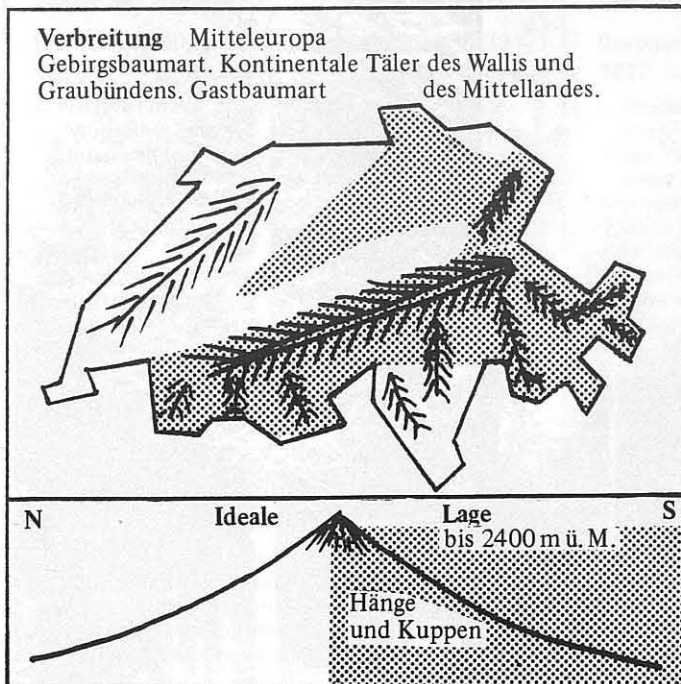 Verbreitung Mitteleuropa
Gebirgsbaumart. Kontinentale Täler des Wallis und
Graubündens. Gastbaumart des Mittellandes.
N Ideale Lage S
bis 2400 m ü. M.
Hänge
und Kuppen